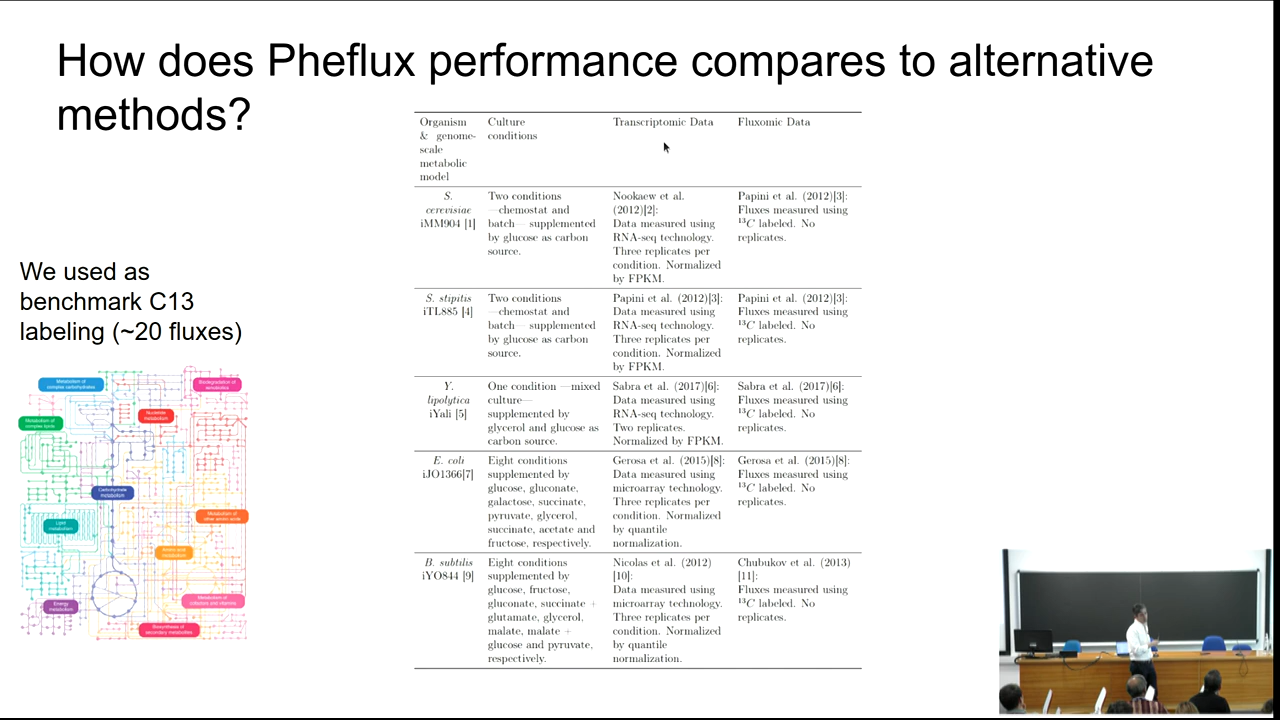 How does Pheflux performance compares to alternative
methods?
We used as
benchmark C13
labeling (~20 fluxes)
Metabolism of
complex carbohydrates
Biodegradation of
xenobiotics
Nucleotide
metabolism
Metabolism of
complex lipids
Carbohydrate
metabolism
Metabolism of
other amino acids
Lipid
metabolism
Amino acid
metabolism
Energy
metabolism
Metabolism of
cofactors and vitamins
Biosynthesis of
secondary metabolites
Organism
& genome-
scale
metabolic
model
Culture
conditions
Transcriptomic Data
Fluxomic Data
S.
cerevisiae
iMM904 [1]
Two conditions
—chemostat and
batch— supplemented
by glucose as carbon
source.
Nookaew et al.
(2012)[2]:
Data measured using
RNA-seq technology.
Three replicates per
condition. Normalized
by FPKM.
Papini et al. (2012)[3]:
Fluxes measured using
¹³C labeled. No
replicates.
S. stipitis
iTL885 [4]
Two conditions
—chemostat and
batch— supplemented
by glucose as carbon
source.
Papini et al. (2012)[3]:
Data measured using
RNA-seq technology.
Three replicates per
condition. Normalized
by FPKM.
Papini et al. (2012)[3]:
Fluxes measured using
¹³C labeled. No
replicates.
Y.
lipolytica
iYali [5]
One condition —mixed
culture—
supplemented by
glycerol and glucose as
carbon source.
Sabra et al. (2017)[6]:
Data measured using
RNA-seq technology.
Two replicates.
Normalized by FPKM.
Sabra et al. (2017)[6]:
Fluxes measured using
¹³C labeled. No
replicates.
E. coli
iJO1366[7]
Eight conditions
supplemented by
glucose, gluconate,
galactose, succinate,
pyruvate, glycerol,
succinate, acetate and
fructose, respectively.
Gerosa et al. (2015)[8]:
Data measured using
microarray technology.
Three replicates per
condition. Normalized
by quantile
normalization.
Gerosa et al. (2015)[8]:
Fluxes measured using
¹³C labeled. No
replicates.
B. subtilis
iYO844 [9]
Eight conditions
supplemented by
glucose, fructose,
gluconate, succinate +
glutamate, glycerol,
malate, malate +
glucose and pyruvate,
respectively.
Nicolas et al. (2012)
[10]:
Data measured using
microarray technology.
Three replicates per
condition. Normalized
by quantile
normalization.
Chubukov et al. (2013)
[11]:
Fluxes measured using
¹³C labeled. No
replicates.